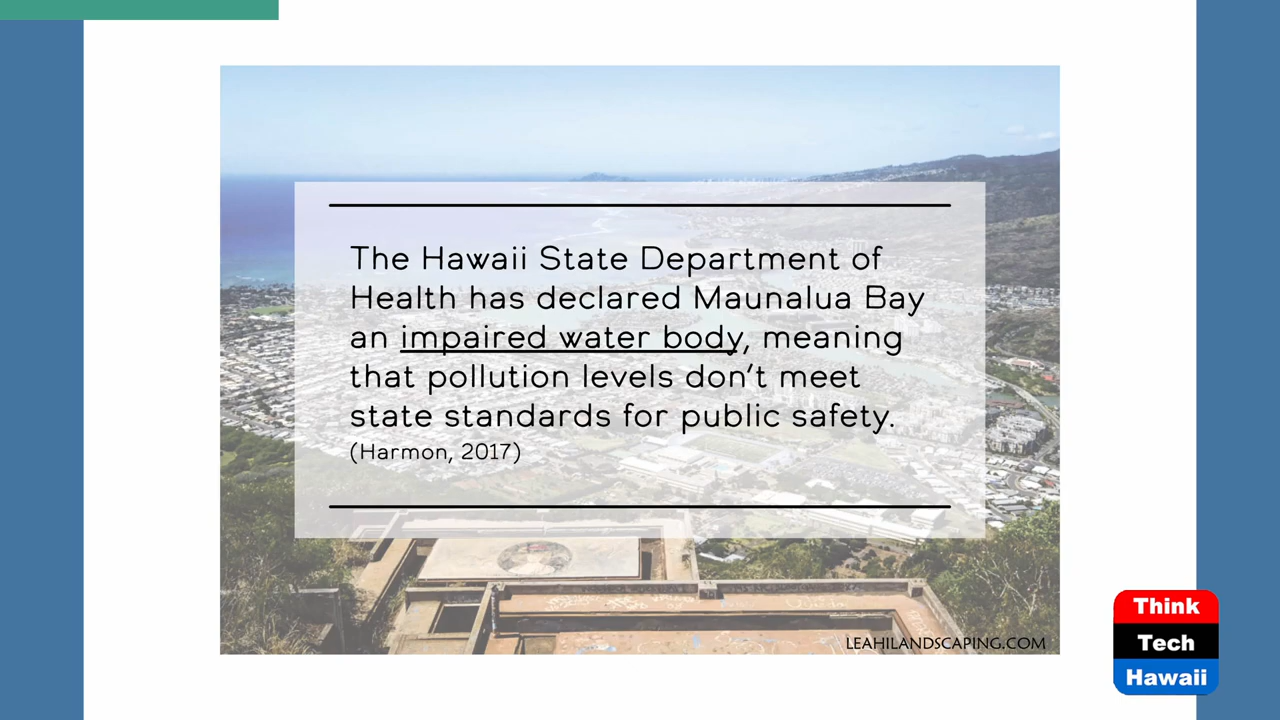 The Hawaii State Department of
Health has declared Maunalua Bay
an impaired water body, meaning
that pollution levels don't meet
state standards for public safety.
(Harmon, 2017)
LEAHILANDSCAPING.COM
Think
Tech
Hawaii